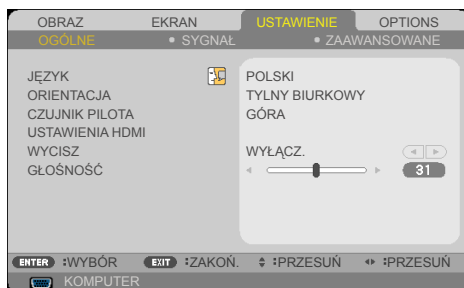 OBRAZ EKRAN USTAWIENIE OPTIONS
OGÓLNE • SYGNAŁ • ZAAWANSOWANE
JĘZYK POLSKI
ORIENTACJA TYLNY BIURKOWY
CZUJNIK PILOTA GÓRA
USTAWIENIA HDMI
WYCISZ WYŁĄCZ.
GŁOŚNOŚĆ 31
ENTER :WYBÓR EXIT :ZAKOŃ. :PRZESUŃ :PRZESUŃ
KOMPUTER